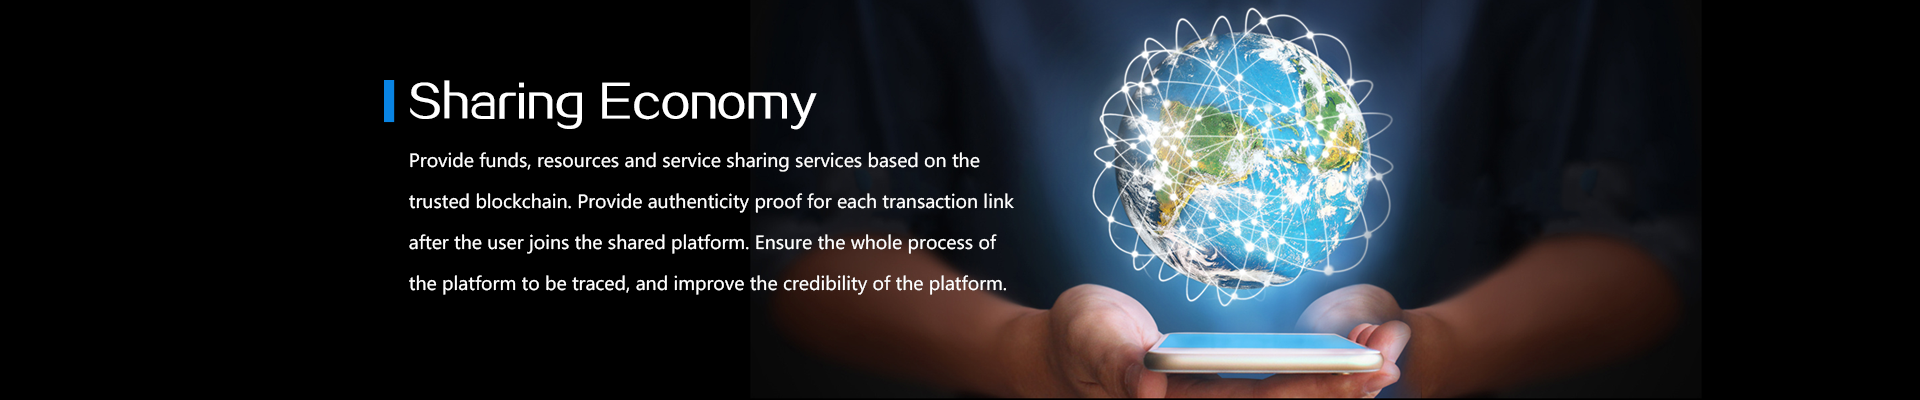 Sharing Economy
Provide funds, resources and service sharing services based on the
trusted blockchain. Provide authenticity proof for each transaction link
after the user joins the shared platform. Ensure the whole process of
the platform to be traced, and improve the credibility of the platform.